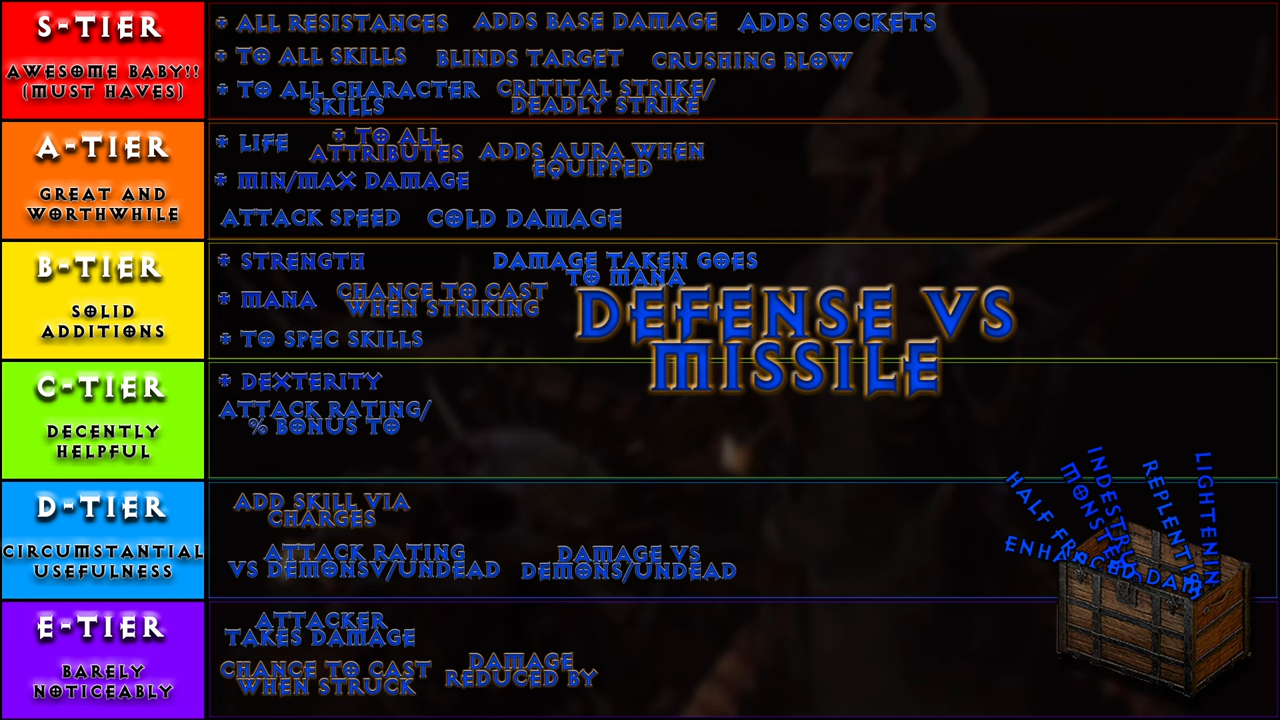 S-TIER
AWESOME BABY!!
(MUST HAVES)
+ ALL RESISTANCES
ADDS BASE DAMAGE
ADDS SOCKETS
+ TO ALL SKILLS
BLINDS TARGET
CRUSHING BLOW
+ TO ALL CHARACTER
SKILLS
CRITITAL STRIKE/
DEADLY STRIKE
A-TIER
GREAT AND
WORTHWHILE
+ LIFE
+ TO ALL
ATTRIBUTES
ADDS AURA WHEN
EQUIPPED
+ MIN/MAX DAMAGE
ATTACK SPEED
COLD DAMAGE
B-TIER
SOLID
ADDITIONS
+ STRENGTH
DAMAGE TAKEN GOES
TO MANA
+ MANA
CHANCE TO CAST
WHEN STRIKING
+ TO SPEC SKILLS
DEFENSE VS
MISSILE
C-TIER
DECENTLY
HELPFUL
+ DEXTERITY
ATTACK RATING/
% BONUS TO
D-TIER
CIRCUMSTANTIAL
USEFULNESS
ADD SKILL VIA
CHARGES
ATTACK RATING
VS DEMONSV/UNDEAD
DAMAGE VS
DEMONS/UNDEAD
HALF
LIGHTENIN
E-TIER
BARELY
NOTICEABLY
ATTACKER
TAKES DAMAGE
CHANCE TO CAST
WHEN STRUCK
DAMAGE
REDUCED BY